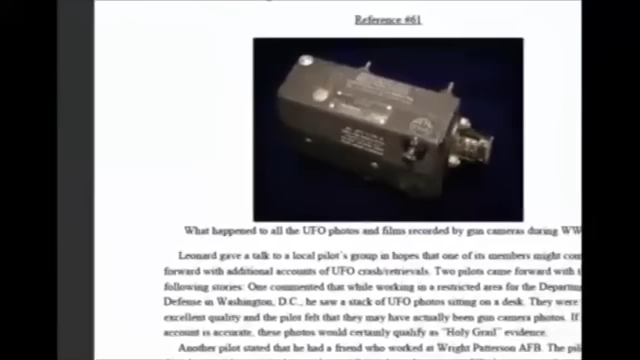 Reference #61
What happened to all the UFO photos and films recorded by gun cameras during WW
Leonard gave a talk to a local pilot's group in hopes that one of its members might com
forward with additional accounts of UFO crash/retrievals. Two pilots came forward with t
following stories: One commented that while working in a restricted area for the Departm
Defense in Washington, D.C., he saw a stack of UFO photos sitting on a desk. They were
excellent quality and the pilot felt that they may have actually been gun camera photos. If
account is accurate, these photos would certainly qualify as "Holy Grail" evidence.
Another pilot stated that he had a friend who worked at Wright Patterson AFB. The pil